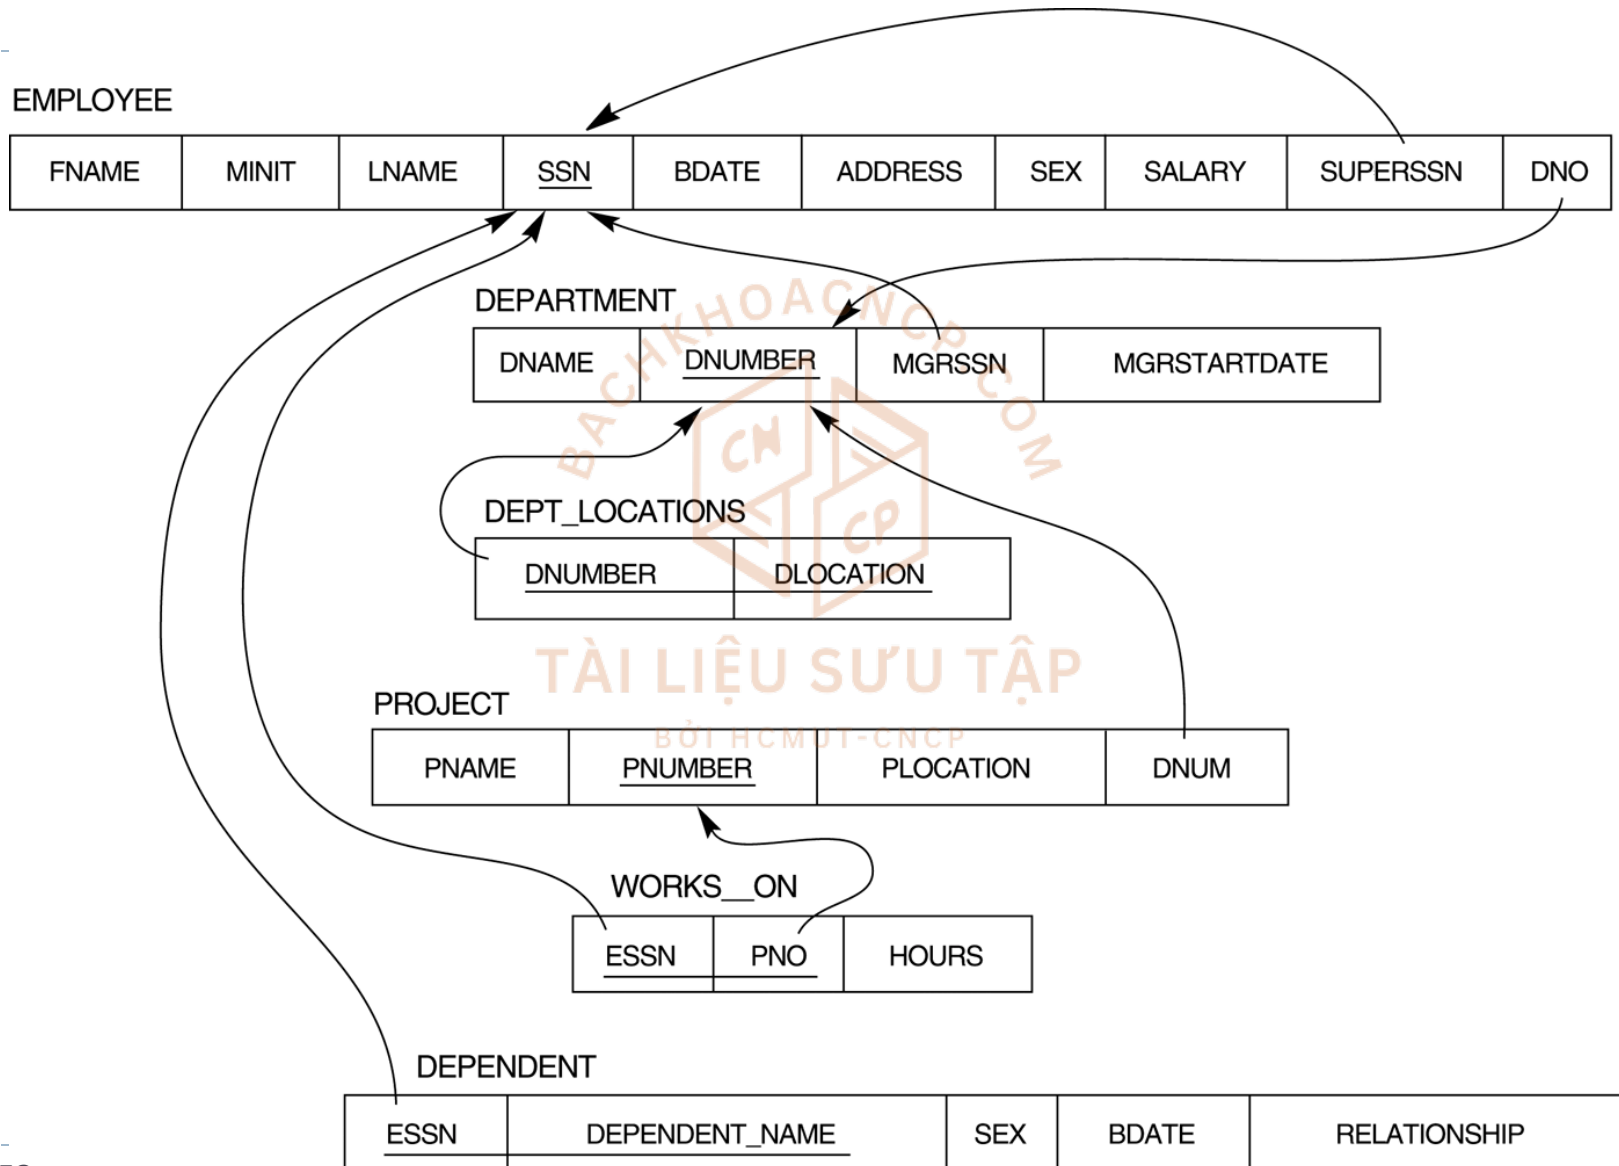 EMPLOYEE
FNAME MINIT LNAME SSN BDATE ADDRESS SEX SALARY SUPERSSN DNO
DEPARTMENT
DNAME DNUMBER MGRSSN MGRSTARTDATE
BACHKHOACNCP.COM
CN
CP
DEPT_LOCATIONS
DNUMBER DLOCATION
TÀI LIỆU SƯU TẬP
BỞI HCMUT-CNCP
PROJECT
PNAME PNUMBER PLOCATION DNUM
WORKS__ON
ESSN PNO HOURS
DEPENDENT
ESSN DEPENDENT_NAME SEX BDATE RELATIONSHIP